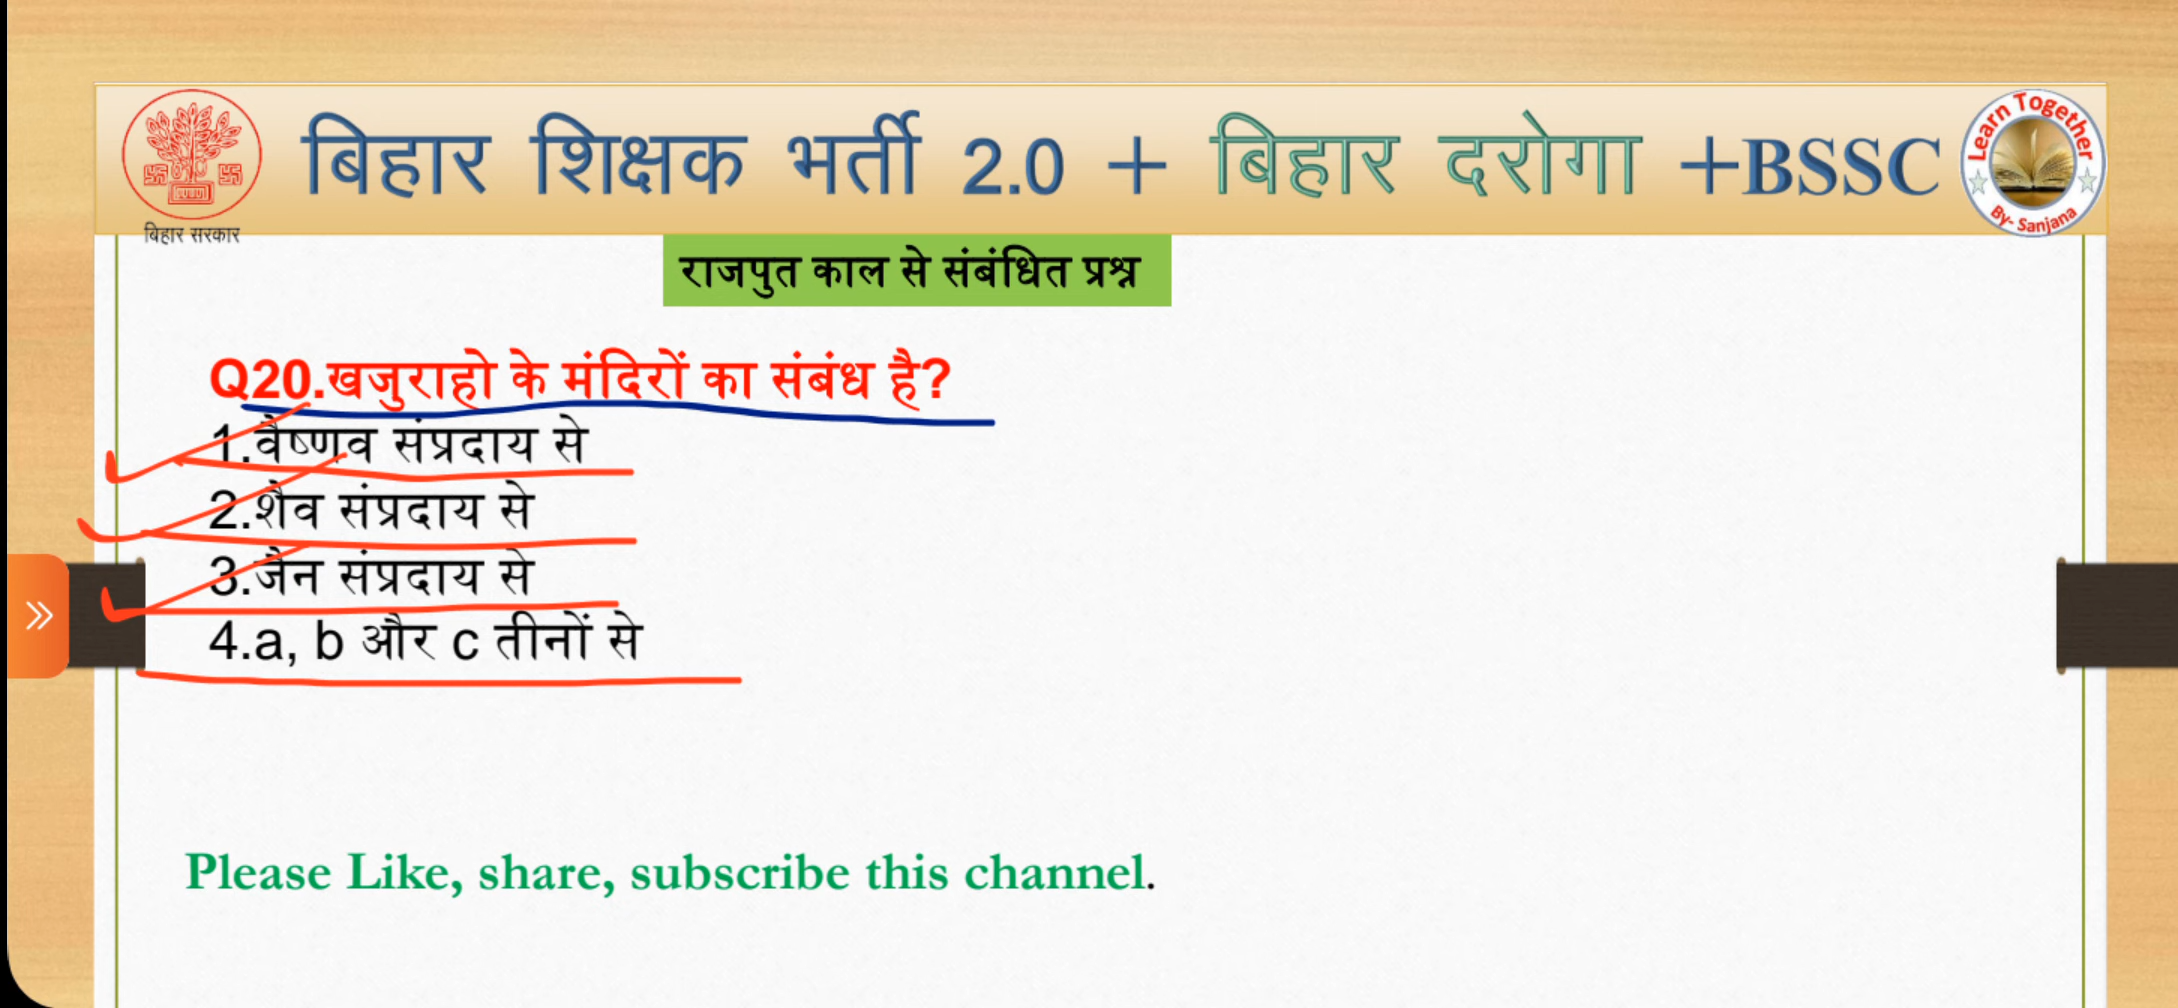 बिहार शिक्षक भर्ती 2.0 + बिहार दरोगा +BSSC
Learn Together
By- Sanjana
बिहार सरकार
राजपुत काल से संबंधित प्रश्न
Q20.खजुराहो के मंदिरों का संबंध है?
1.वैष्णव संप्रदाय से
2.शैव संप्रदाय से
3.जैन संप्रदाय से
4.a, b और c तीनों से
Please Like, share, subscribe this channel.